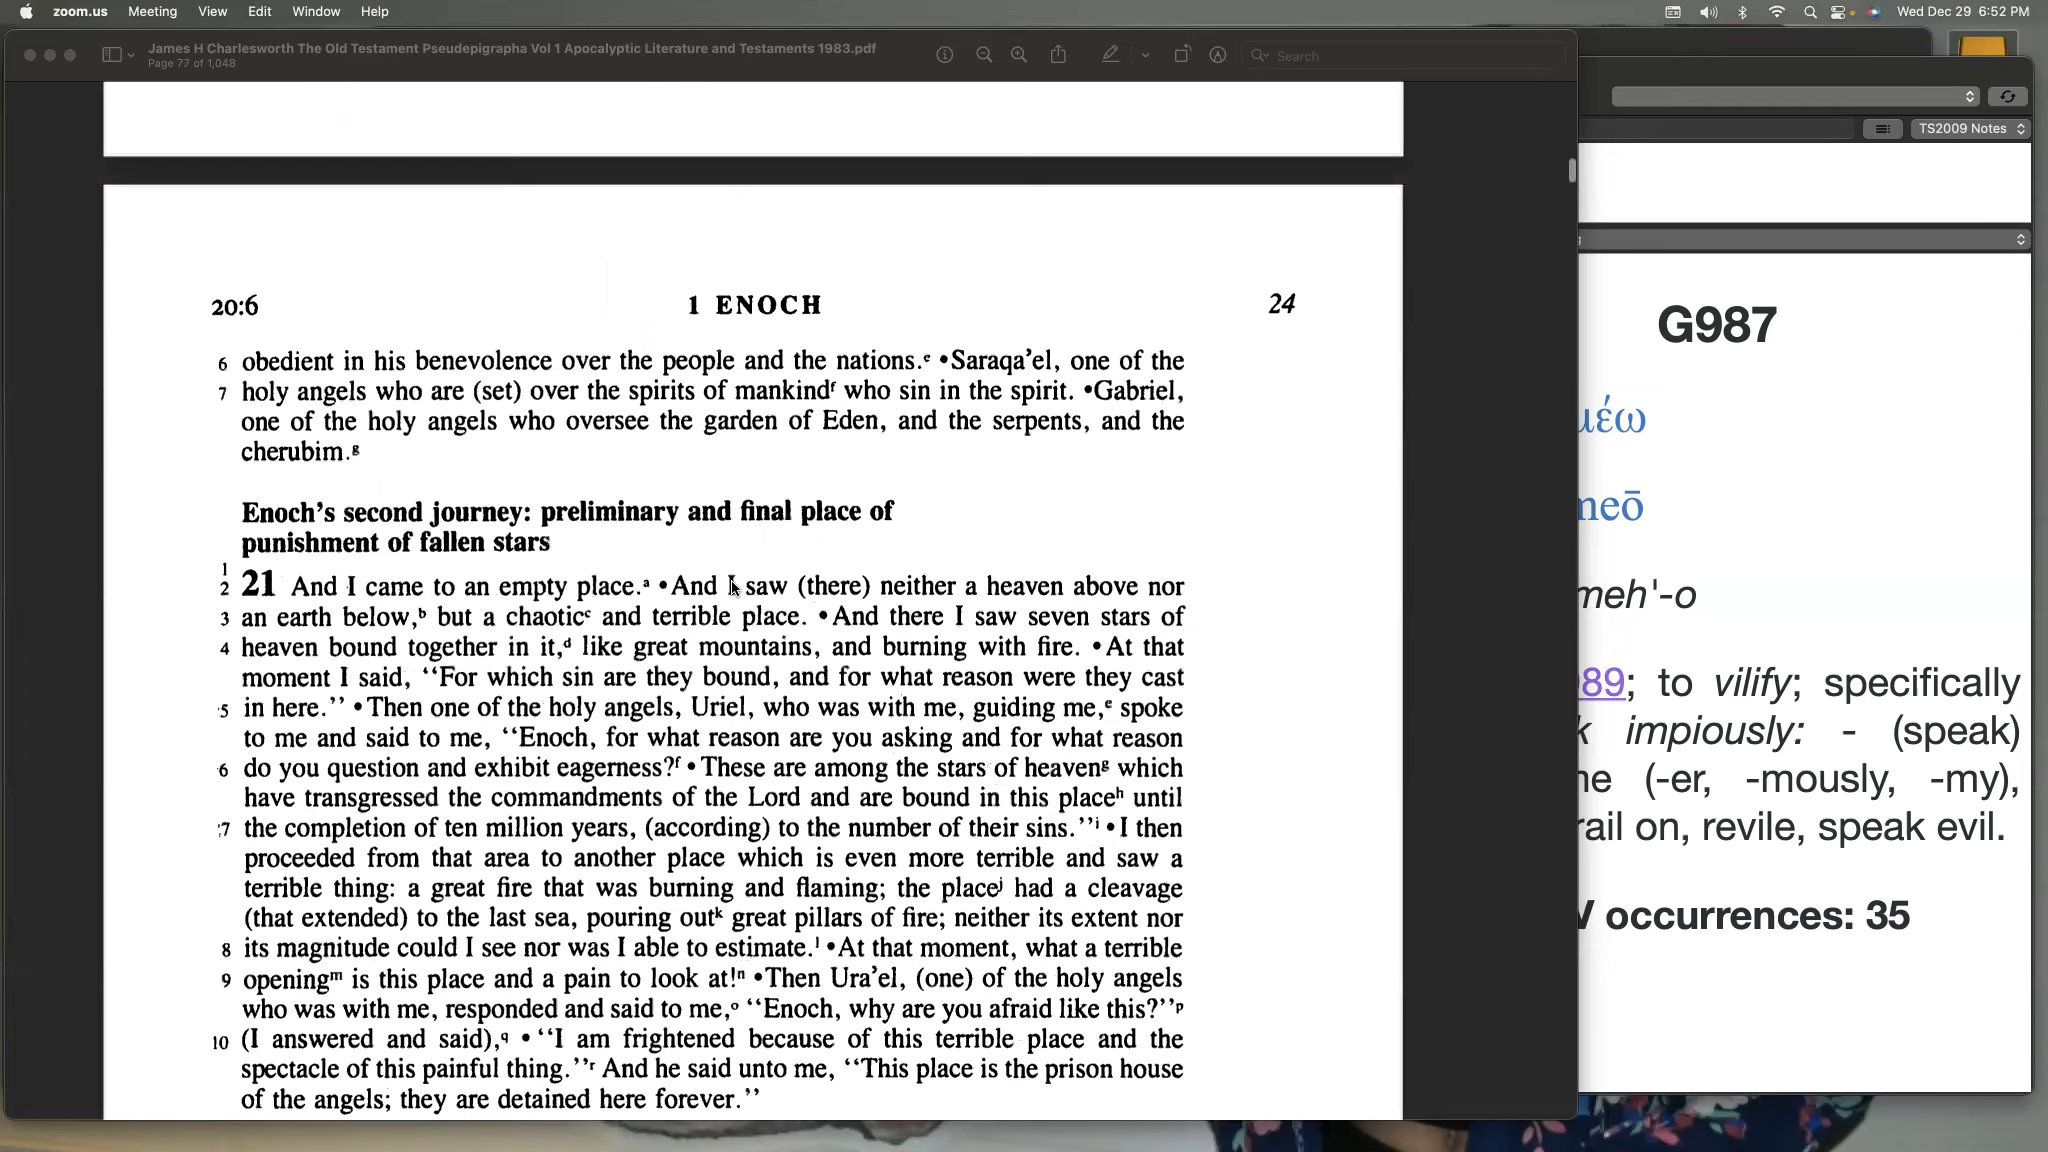 zoom.us Meeting View Edit Window Help
Wed Dec 29 6:52 PM
James H Charlesworth The Old Testament Pseudepigrapha Vol 1 Apocalyptic Literature and Testaments 1983.pdf
Page 77 of 1,048
Search
20:6 1 ENOCH 24
6 obedient in his benevolence over the people and the nations.ᵉ •Saraqa’el, one of the
7 holy angels who are (set) over the spirits of mankindᶠ who sin in the spirit. •Gabriel,
one of the holy angels who oversee the garden of Eden, and the serpents, and the
cherubim.ᵍ
Enoch’s second journey: preliminary and final place of
punishment of fallen stars
1
2 21 And I came to an empty place.ᵃ •And I saw (there) neither a heaven above nor
3 an earth below,ᵇ but a chaoticᶜ and terrible place. •And there I saw seven stars of
4 heaven bound together in it,ᵈ like great mountains, and burning with fire. •At that
moment I said, ‘‘For which sin are they bound, and for what reason were they cast
5 in here.’’ •Then one of the holy angels, Uriel, who was with me, guiding me,ᵉ spoke
to me and said to me, ‘‘Enoch, for what reason are you asking and for what reason
6 do you question and exhibit eagerness?ᶠ •These are among the stars of heavenᵍ which
have transgressed the commandments of the Lord and are bound in this placeʰ until
7 the completion of ten million years, (according) to the number of their sins.’’ⁱ •I then
proceeded from that area to another place which is even more terrible and saw a
terrible thing: a great fire that was burning and flaming; the placeʲ had a cleavage
(that extended) to the last sea, pouring outᵏ great pillars of fire; neither its extent nor
8 its magnitude could I see nor was I able to estimate.ˡ •At that moment, what a terrible
9 openingᵐ is this place and a pain to look at!ⁿ •Then Ura’el, (one) of the holy angels
who was with me, responded and said to me,ᵒ ‘‘Enoch, why are you afraid like this?’’ᵖ
10 (I answered and said),q •‘‘I am frightened because of this terrible place and the
spectacle of this painful thing.’’ʳ And he said unto me, ‘‘This place is the prison house
of the angels; they are detained here forever.’’
TS2009 Notes
G987
μέω
meō
meh'-o
89; to vilify; specifically
k impiously: - (speak)
ne (-er, -mously, -my),
rail on, revile, speak evil.
V occurrences: 35